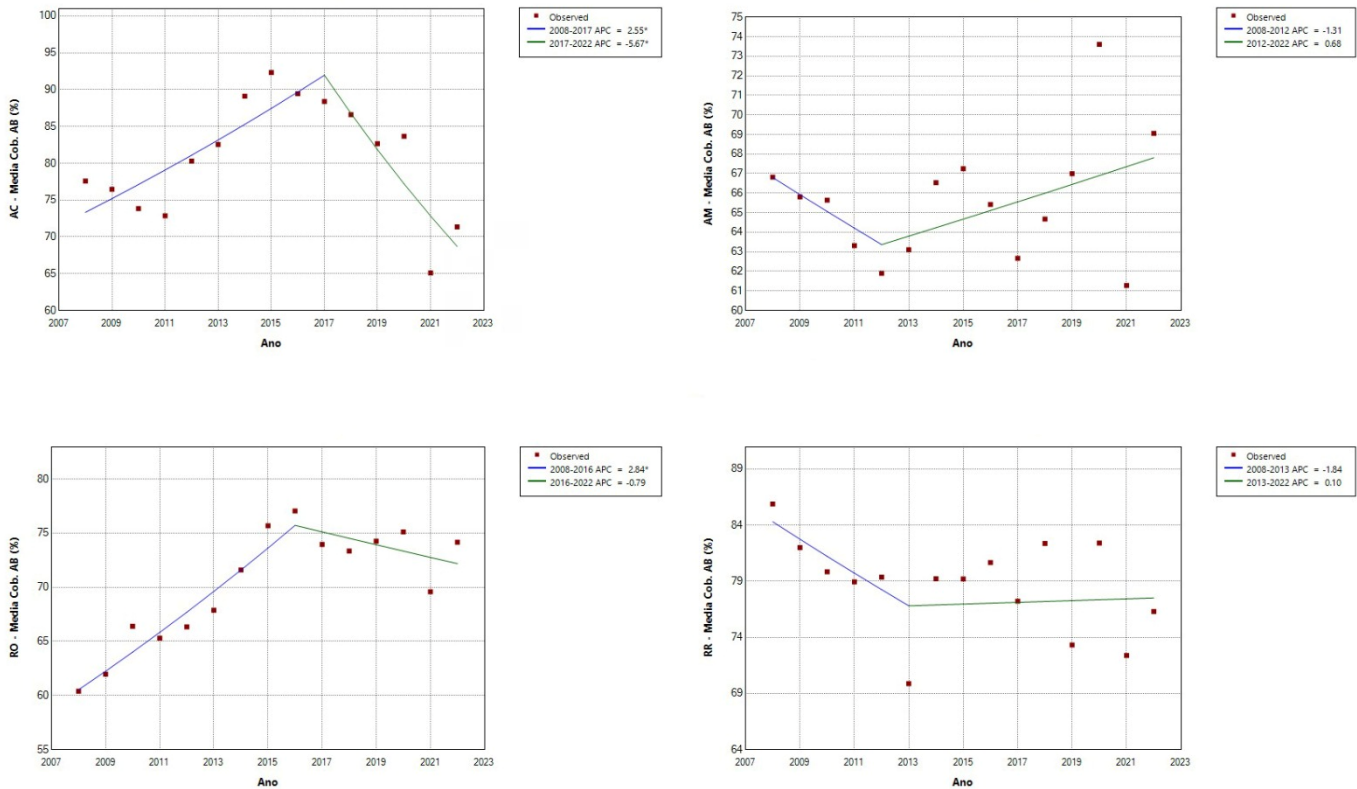 AC - Media Cob. AB (%)
100
95
90
85
80
75
70
65
60
2007 2009 2011 2013 2015 2017 2019 2021 2023
Ano
Observed
2008-2017 APC = 2.55*
2017-2022 APC = -5.67*
AM - Media Cob. AB (%)
75
74
73
72
71
70
69
68
67
66
65
64
63
62
61
60
2007 2009 2011 2013 2015 2017 2019 2021 2023
Ano
Observed
2008-2012 APC = -1.31
2012-2022 APC = 0.68
RO - Media Cob. AB (%)
80
75
70
65
60
55
2007 2009 2011 2013 2015 2017 2019 2021 2023
Ano
Observed
2008-2016 APC = 2.84*
2016-2022 APC = -0.79
RR - Media Cob. AB (%)
89
84
79
74
69
64
2007 2009 2011 2013 2015 2017 2019 2021 2023
Ano
Observed
2008-2013 APC = -1.84
2013-2022 APC = 0.10